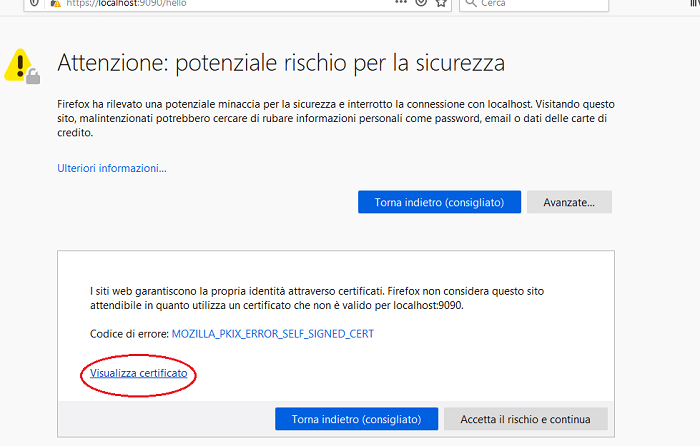 https://localhost:9090/hello
Cerca
Attenzione: potenziale rischio per la sicurezza
Firefox ha rilevato una potenziale minaccia per la sicurezza e interrotto la connessione con localhost. Visitando questo
sito, malintenzionati potrebbero cercare di rubare informazioni personali come password, email o dati delle carte di
credito.
Ulteriori informazioni...
Torna indietro (consigliato)
Avanzate...
I siti web garantiscono la propria identità attraverso certificati. Firefox non considera questo sito
attendibile in quanto utilizza un certificato che non è valido per localhost:9090.
Codice di errore: MOZILLA_PKIX_ERROR_SELF_SIGNED_CERT
Visualizza certificato
Torna indietro (consigliato)
Accetta il rischio e continua